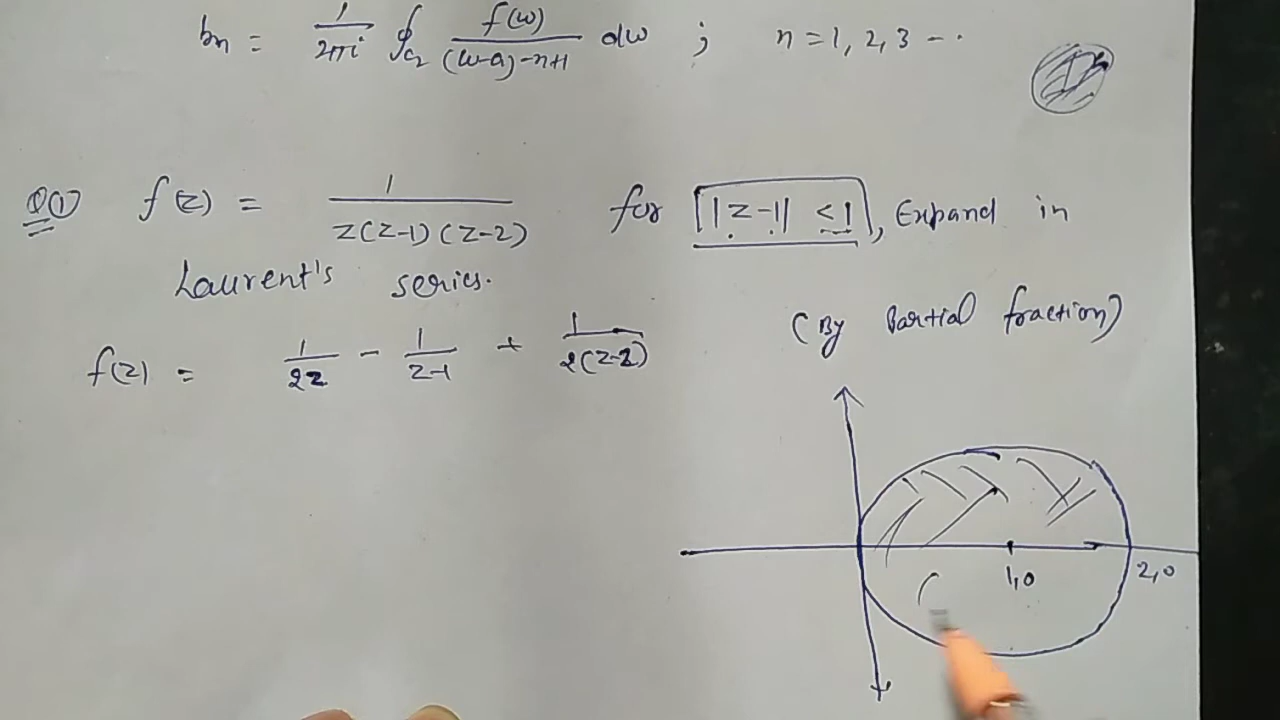 bn = 1/2πi ∮c₂ f(w)/(w-a)-n+1 dw ; n = 1, 2, 3 - - -
Q① f(z) = 1/z(z-1)(z-2) for |z-1| < 1, Expand in
Laurent's series.
(By Partial fraction)
f(z) = 1/2z - 1/z-1 + 1/2(z-2)
1,0
2,0